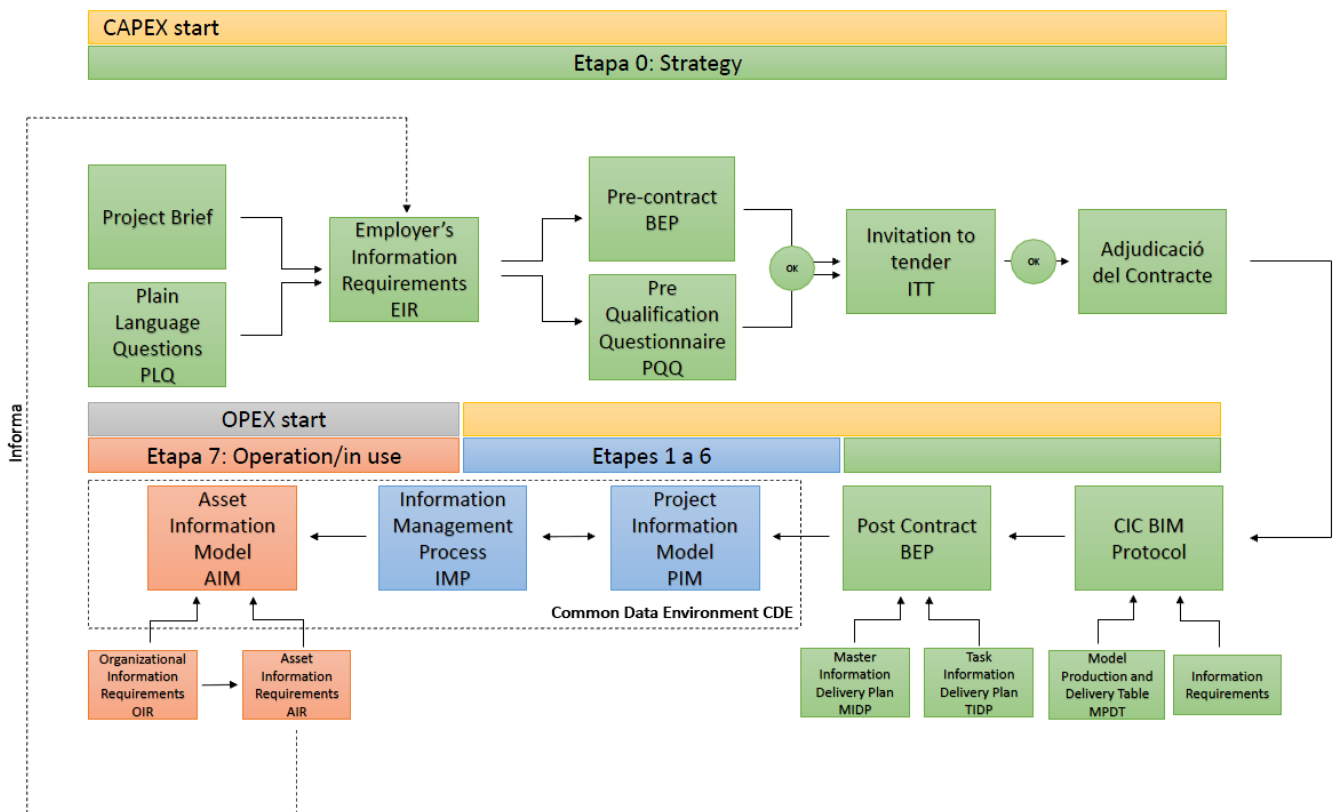 CAPEX start
Etapa 0: Strategy
Project Brief
Plain
Language
Questions
PLQ
Employer's
Information
Requirements
EIR
Pre-contract
BEP
Pre
Qualification
Questionnaire
PQQ
OK
Invitation to
tender
ITT
OK
Adjudicació
del Contracte
Informa
OPEX start
Etapa 7: Operation/in use
Etapes 1 a 6
Asset
Information
Model
AIM
Information
Management
Process
IMP
Project
Information
Model
PIM
Post Contract
BEP
CIC BIM
Protocol
Common Data Environment CDE
Organizational
Information
Requirements
OIR
Asset
Information
Requirements
AIR
Master
Information
Delivery Plan
MIDP
Task
Information
Delivery Plan
TIDP
Model
Production and
Delivery Table
MPDT
Information
Requirements